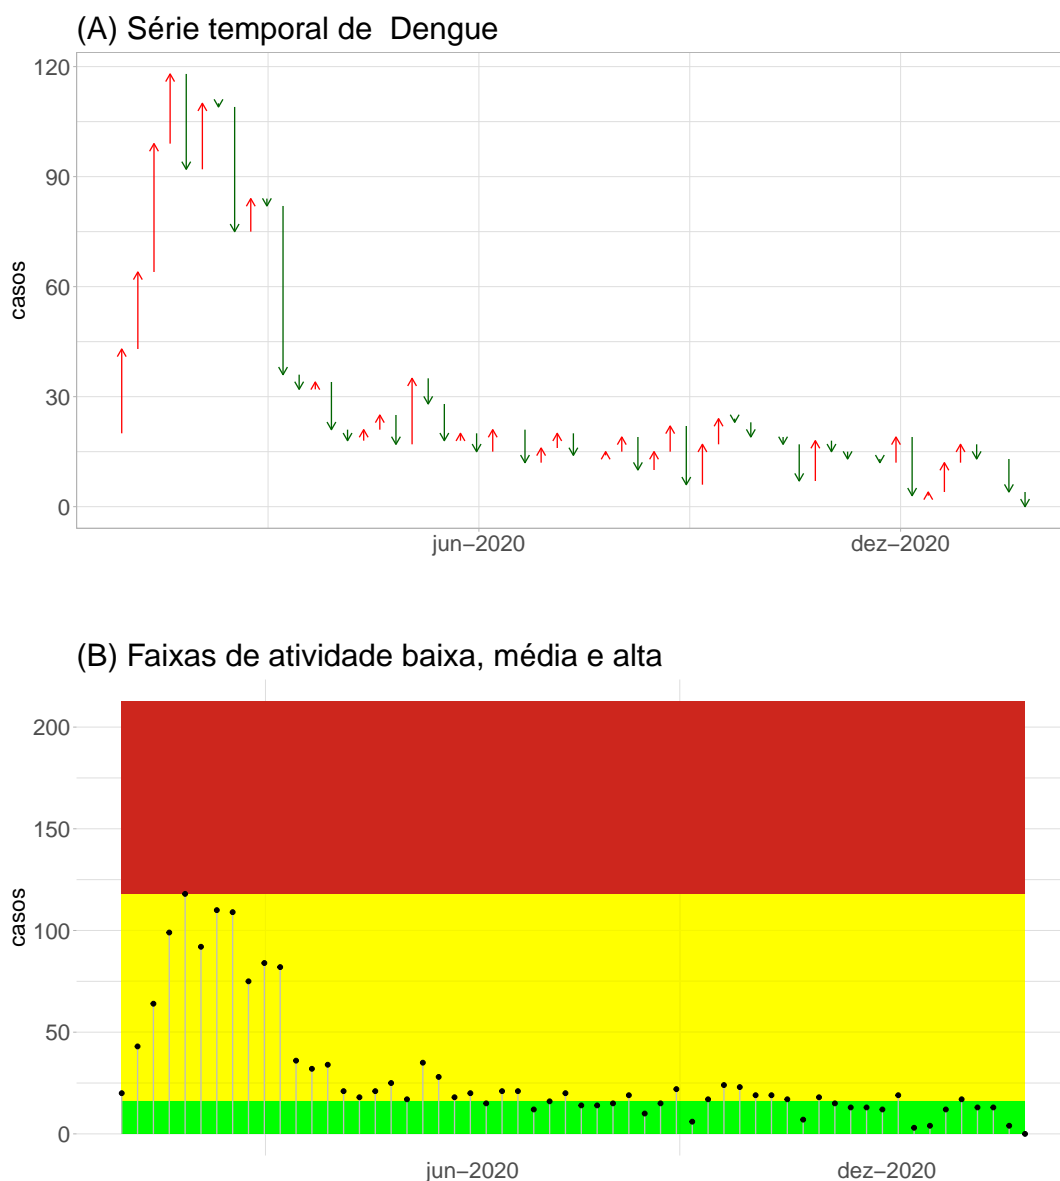 (A) Série temporal de  Dengue
120
90
60
30
0
casos
jun−2020
dez−2020
(B) Faixas de atividade baixa, média e alta
200
150
100
50
0
casos
jun−2020
dez−2020